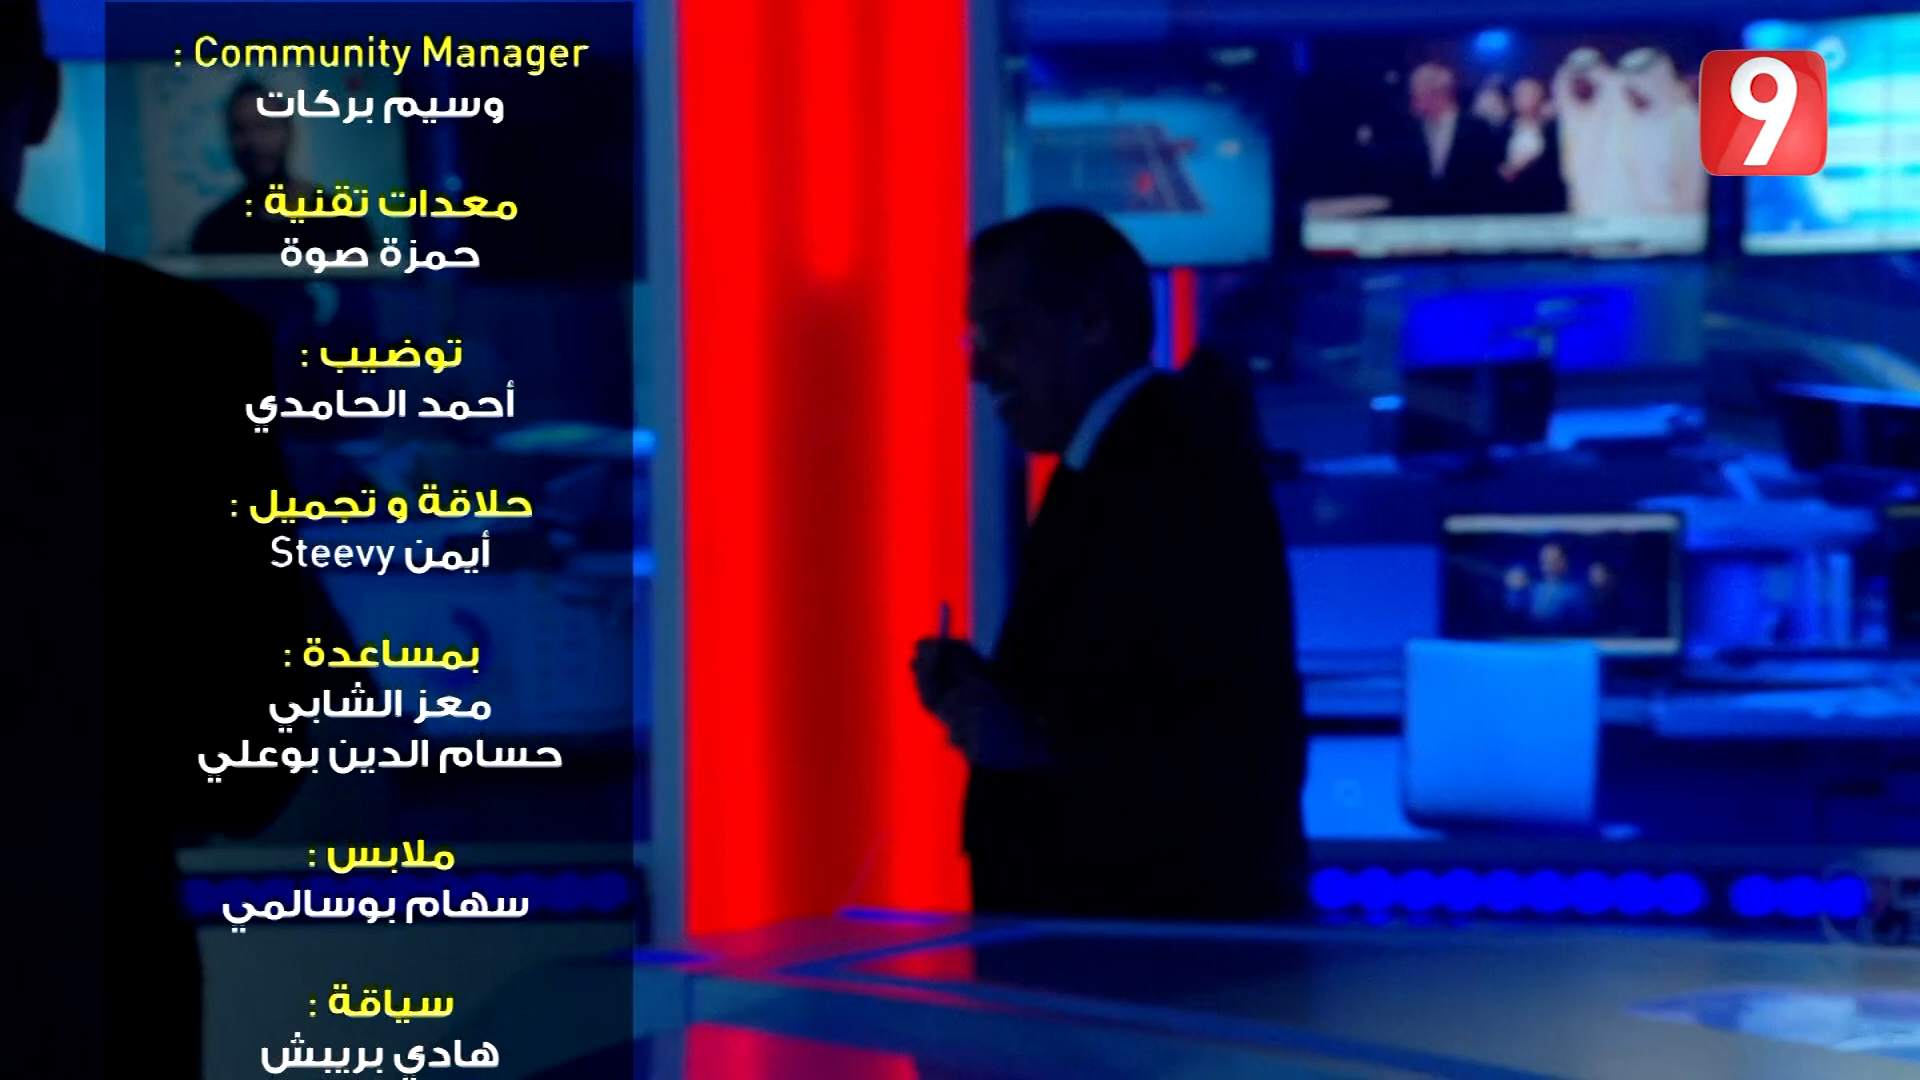 Community Manager :
وسيم بركات
معدات تقنية :
حمزة صوة
توضيب :
أحمد الحامدي
حلاقة و تجميل :
أيمن Steevy
بمساعدة :
معز الشابي
حسام الدين بوعلي
ملابس :
سهام بوسالمي
سياقة :
هادي بريبش
9